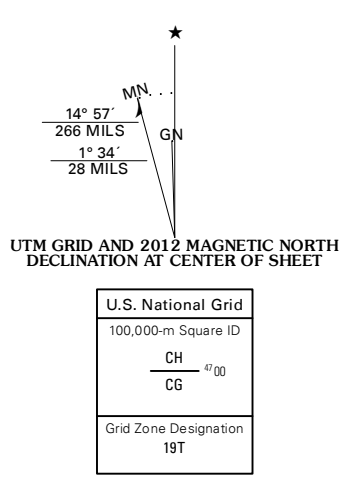 ★
MN
14° 57´
266 MILS
GN
1° 34´
28 MILS
UTM GRID AND 2012 MAGNETIC NORTH
DECLINATION AT CENTER OF SHEET
U.S. National Grid
100,000-m Square ID
CH
4700
CG
Grid Zone Designation
19T